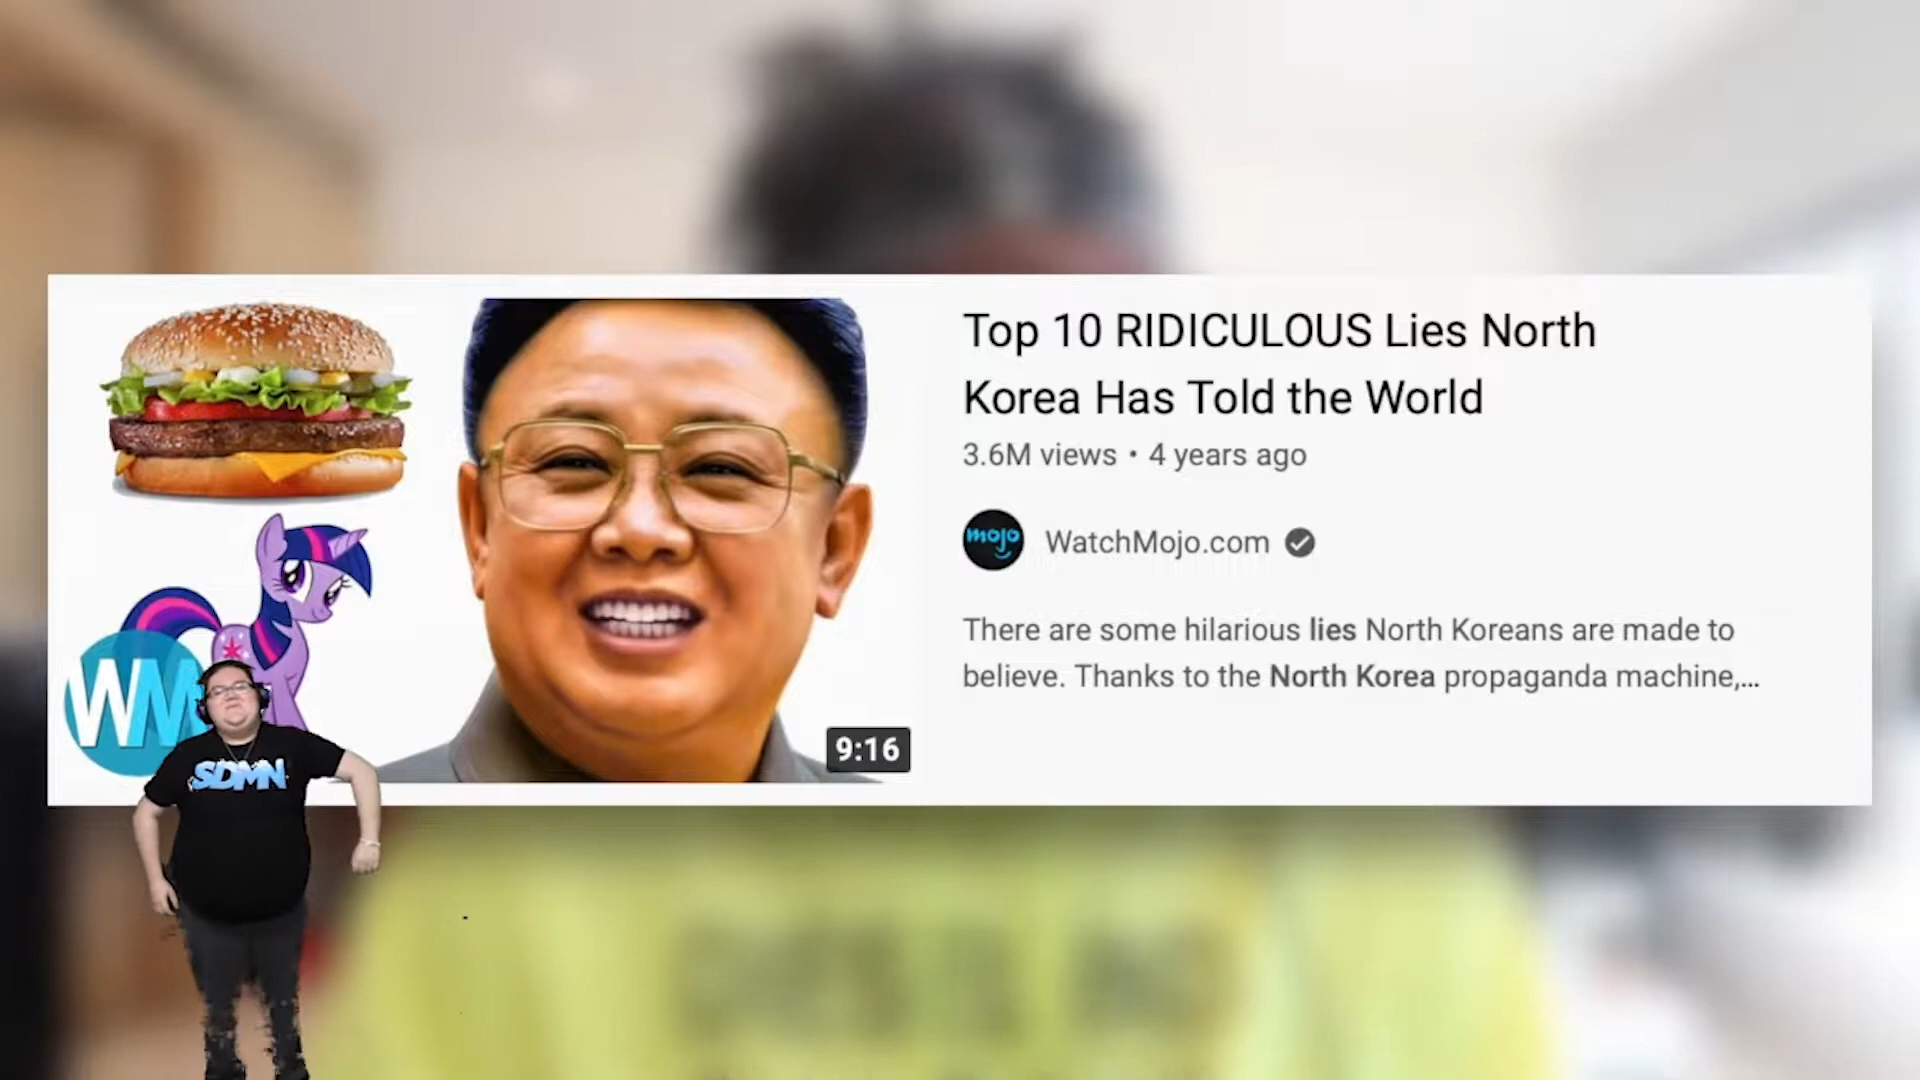 Top 10 RIDICULOUS Lies North
Korea Has Told the World
3.6M views • 4 years ago
mojo
WatchMojo.com
There are some hilarious lies North Koreans are made to
believe. Thanks to the North Korea propaganda machine,...
WM
9:16
SDMN